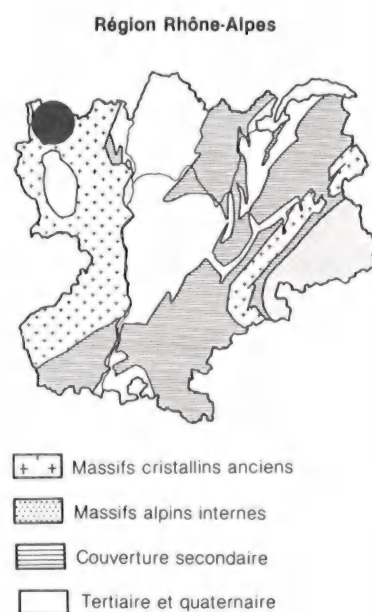 Région Rhône-Alpes
Massifs cristallins anciens
Massifs alpins internes
Couverture secondaire
Tertiaire et quaternaire